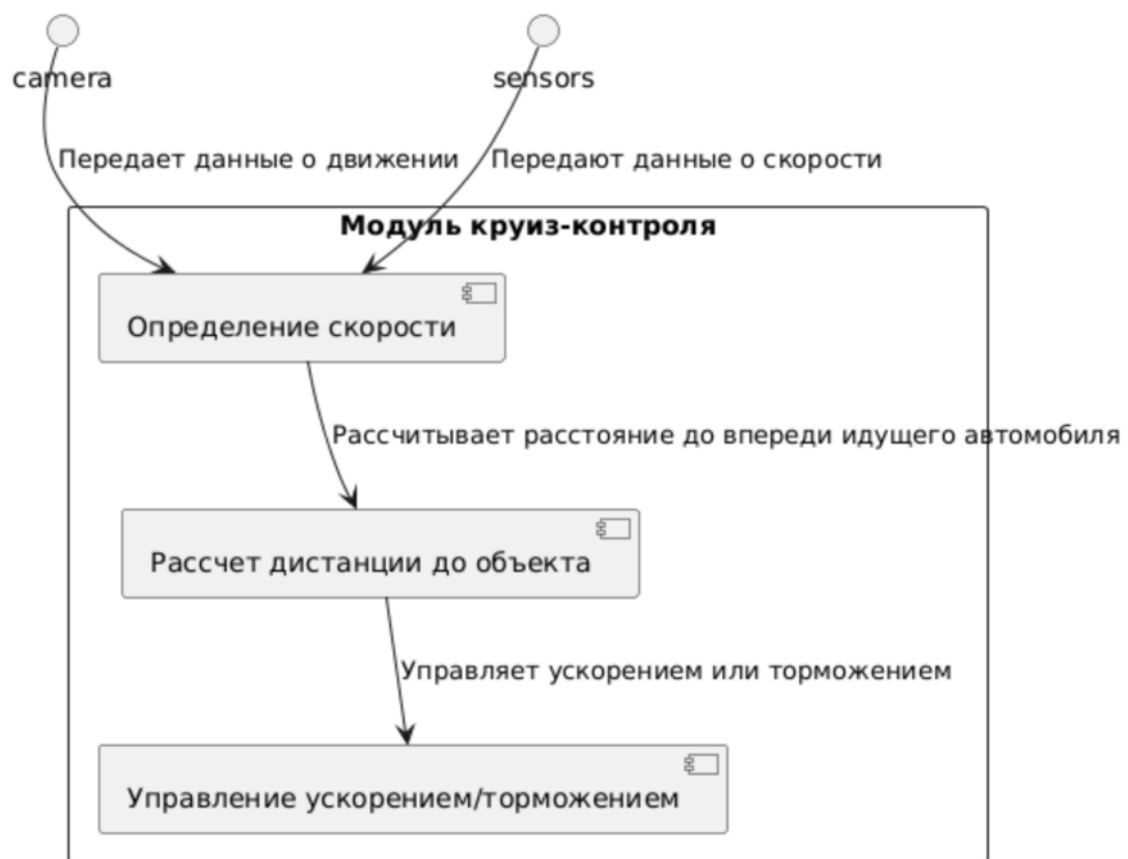 camera
sensors
Передает данные о движении
Передают данные о скорости
Модуль круиз-контроля
Определение скорости
Рассчитывает расстояние до впереди идущего автомобиля
Рассчет дистанции до объекта
Управляет ускорением или торможением
Управление ускорением/торможением